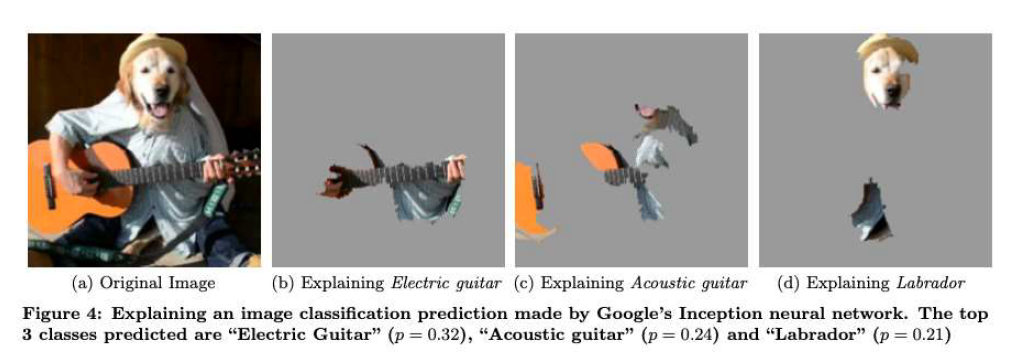 (a) Original Image
(b) Explaining Electric guitar
(c) Explaining Acoustic guitar
(d) Explaining Labrador
Figure 4: Explaining an image classification prediction made by Google's Inception neural network. The top
3 classes predicted are “Electric Guitar” (p = 0.32), “Acoustic guitar” (p = 0.24) and “Labrador” (p = 0.21)